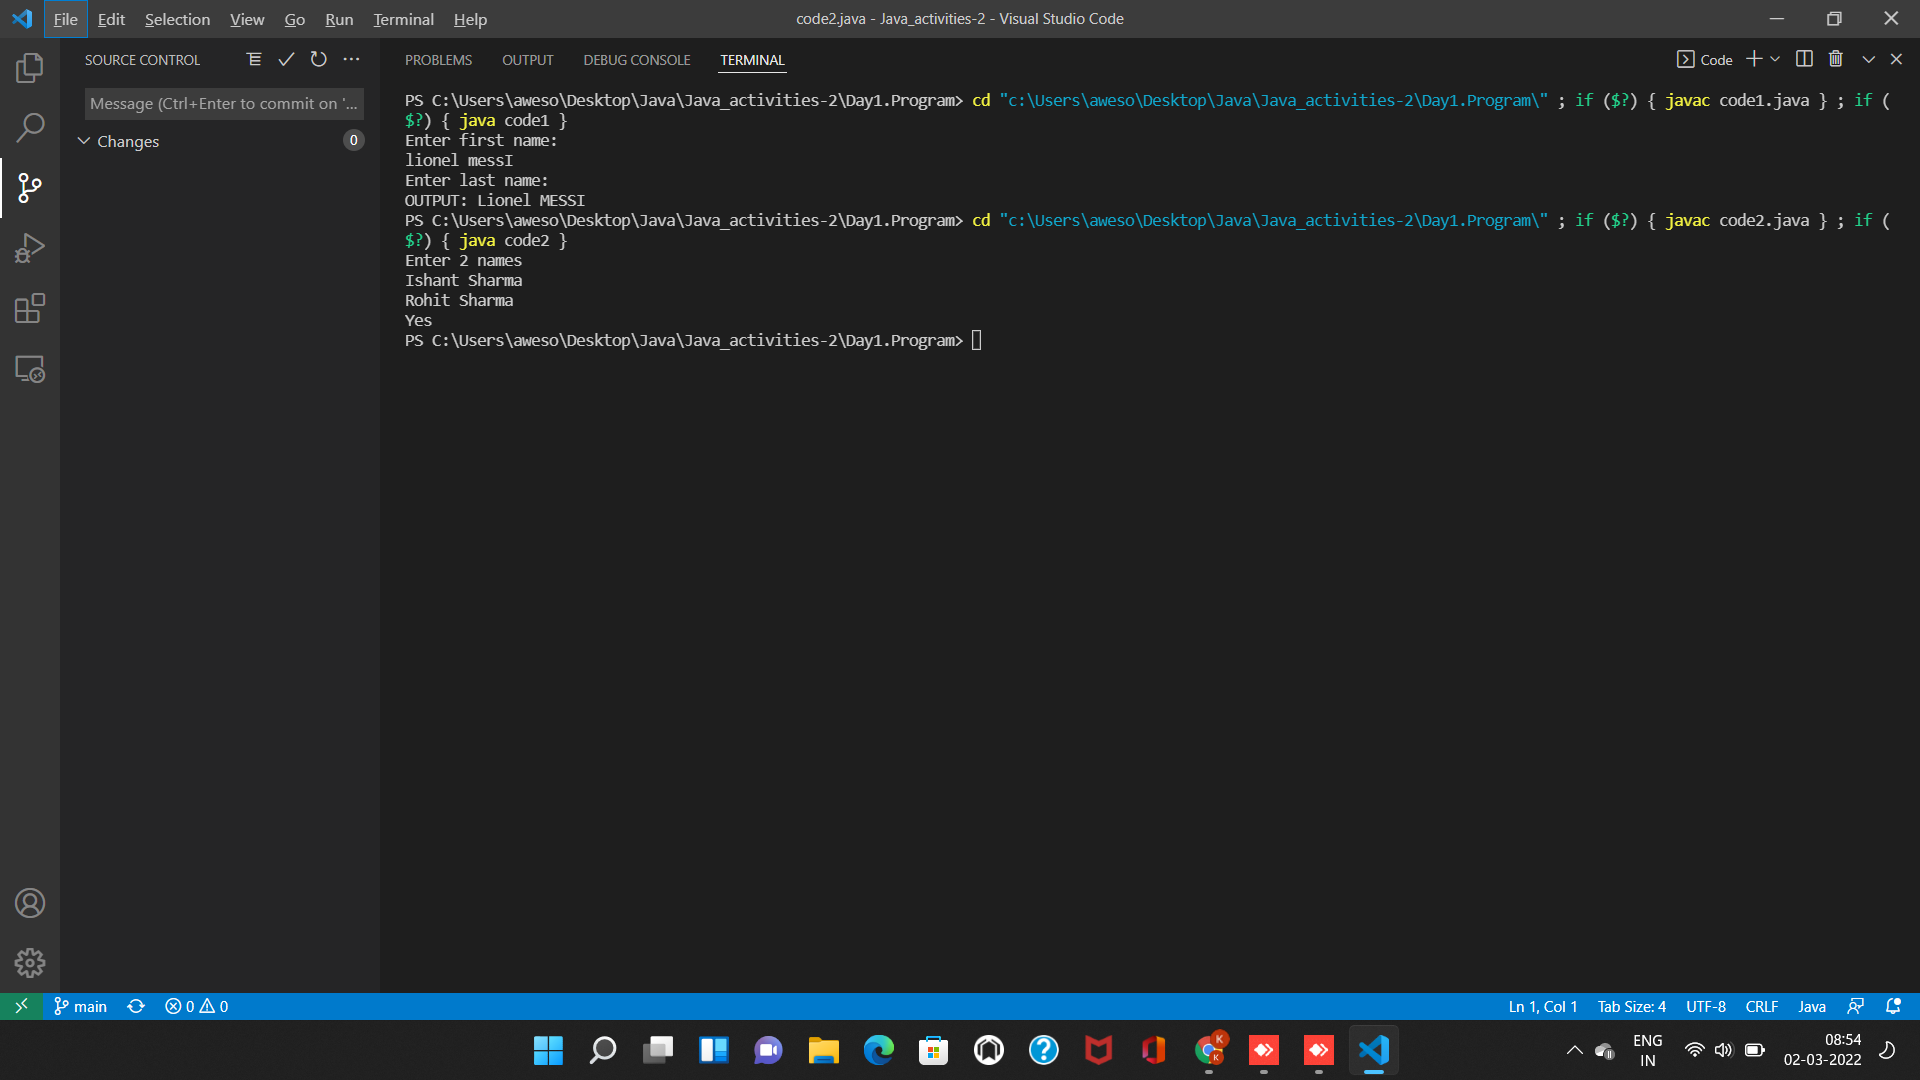 File Edit Selection View Go Run Terminal Help
code2.java - Java_activities-2 - Visual Studio Code
SOURCE CONTROL
Message (Ctrl+Enter to commit on '...
Changes
0
PROBLEMS OUTPUT DEBUG CONSOLE TERMINAL
Code
PS C:\Users\aweso\Desktop\Java\Java_activities-2\Day1.Program> cd "c:\Users\aweso\Desktop\Java\Java_activities-2\Day1.Program\" ; if ($?) { javac code1.java } ; if (
$?) { java code1 }
Enter first name:
lionel messI
Enter last name:
OUTPUT: Lionel MESSI
PS C:\Users\aweso\Desktop\Java\Java_activities-2\Day1.Program> cd "c:\Users\aweso\Desktop\Java\Java_activities-2\Day1.Program\" ; if ($?) { javac code2.java } ; if (
$?) { java code2 }
Enter 2 names
Ishant Sharma
Rohit Sharma
Yes
PS C:\Users\aweso\Desktop\Java\Java_activities-2\Day1.Program>
main 0 0
Ln 1, Col 1 Tab Size: 4 UTF-8 CRLF Java
K
K
ENG
IN
08:54
02-03-2022